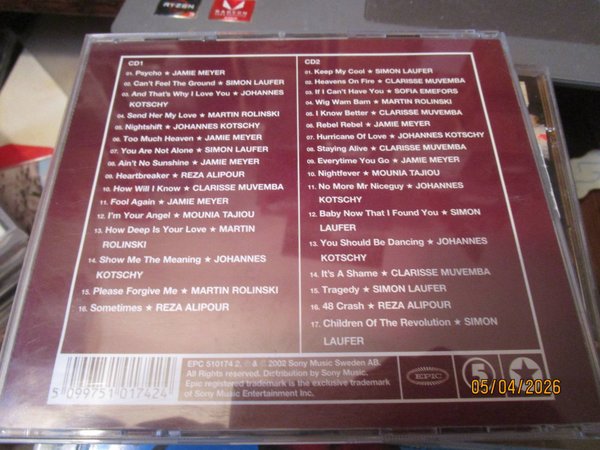 RYZEN
RADEON
CD1
01. Psycho ★ JAMIE MEYER
02. Can't Feel The Ground ★ SIMON LAUFER
03. And That's Why I Love You ★ JOHANNES
KOTSCHY
04. Send Her My Love ★ MARTIN ROLINSKI
05. Nightshift ★ JOHANNES KOTSCHY
06. Too Much Heaven ★ JAMIE MEYER
07. You Are Not Alone ★ SIMON LAUFER
08. Ain't No Sunshine ★ JAMIE MEYER
09. Heartbreaker ★ REZA ALIPOUR
10. How Will I Know ★ CLARISSE MUVEMBA
11. Fool Again ★ JAMIE MEYER
12. I'm Your Angel ★ MOUNIA TAJIOU
13. How Deep Is Your Love ★ MARTIN
ROLINSKI
14. Show Me The Meaning ★ JOHANNES
KOTSCHY
15. Please Forgive Me ★ MARTIN ROLINSKI
16. Sometimes ★ REZA ALIPOUR
CD2
01. Keep My Cool ★ SIMON LAUFER
02. Heavens On Fire ★ CLARISSE MUVEMBA
03. If I Can't Have You ★ SOFIA EMEFORS
04. Wig Wam Bam ★ MARTIN ROLINSKI
05. I Know Better ★ CLARISSE MUVEMBA
06. Rebel Rebel ★ JAMIE MEYER
07. Hurricane Of Love ★ JOHANNES KOTSCHY
08. Staying Alive ★ CLARISSE MUVEMBA
09. Everytime You Go ★ JAMIE MEYER
10. Nightfever ★ MOUNIA TAJIOU
11. No More Mr Niceguy ★ JOHANNES
KOTSCHY
12. Baby Now That I Found You ★ SIMON
LAUFER
13. You Should Be Dancing ★ JOHANNES
KOTSCHY
14. It's A Shame ★ CLARISSE MUVEMBA
15. Tragedy ★ SIMON LAUFER
16. 48 Crash ★ REZA ALIPOUR
17. Children Of The Revolution ★ SIMON
LAUFER
5 099751 017424
EPC 510174 2. ℗ & © 2002 Sony Music Sweden AB.
All Rights reserved. Distribution by Sony Music.
Epic registered trademark is the exclusive trademark
of Sony Music Entertainment Inc.
EPIC
5
05/04/2026